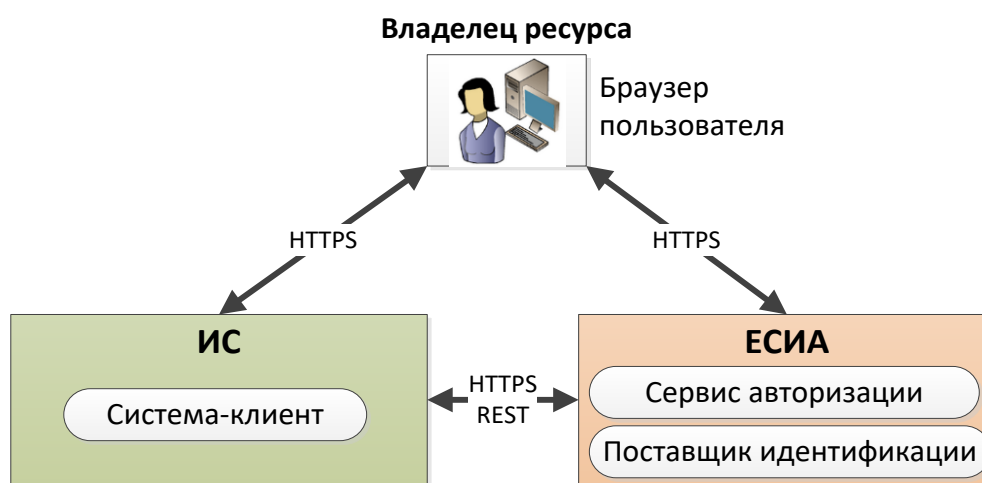 Владелец ресурса
Браузер
пользователя
HTTPS
HTTPS
ИС
ЕСИА
Система-клиент
HTTPS
REST
Сервис авторизации
Поставщик идентификации